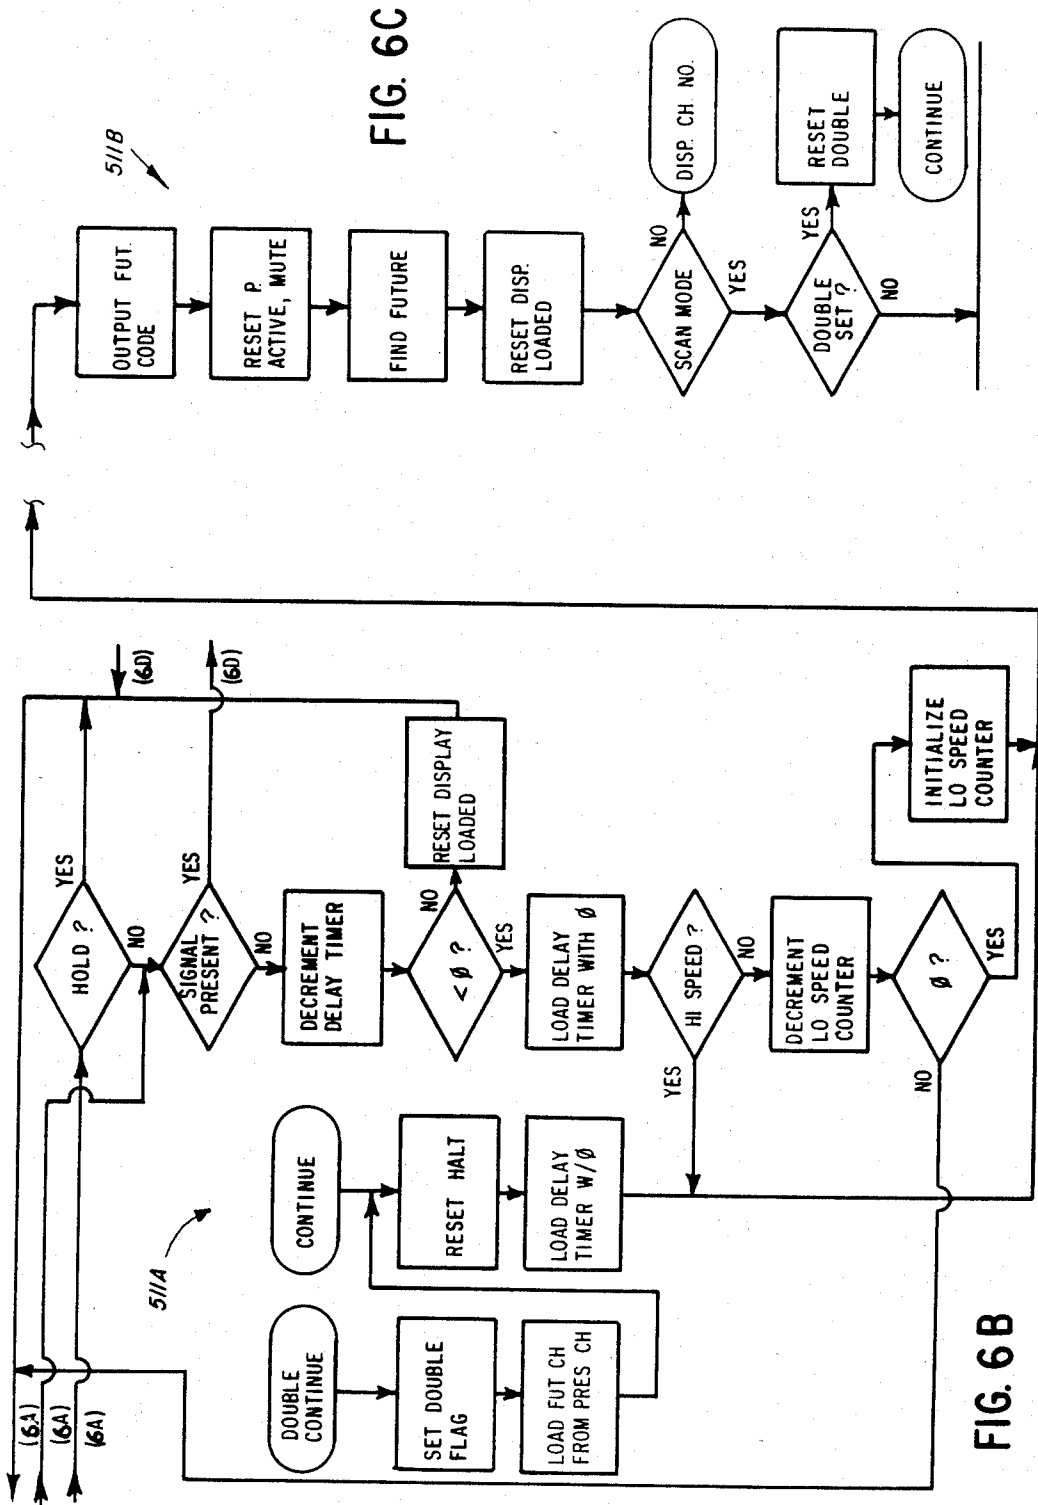 (6A)
(6A)
(6A)
HOLD ?
YES
NO
(6D)
SIGNAL
PRESENT ?
YES
(6D)
NO
DECREMENT
DELAY TIMER
< Ø ?
NO
RESET DISPLAY
LOADED
YES
LOAD DELAY
TIMER WITH Ø
HI SPEED ?
YES
NO
DECREMENT
LO SPEED
COUNTER
Ø ?
NO
YES
INITIALIZE
LO SPEED
COUNTER
511A
DOUBLE
CONTINUE
SET DOUBLE
FLAG
LOAD FUT CH
FROM PRES CH
CONTINUE
RESET HALT
LOAD DELAY
TIMER W/Ø
FIG. 6B
511B
OUTPUT FUT.
CODE
RESET P.
ACTIVE, MUTE
FIND FUTURE
RESET DISP.
LOADED
SCAN MODE
NO
DISP. CH. NO.
YES
DOUBLE
SET ?
YES
RESET
DOUBLE
CONTINUE
NO
FIG. 6C